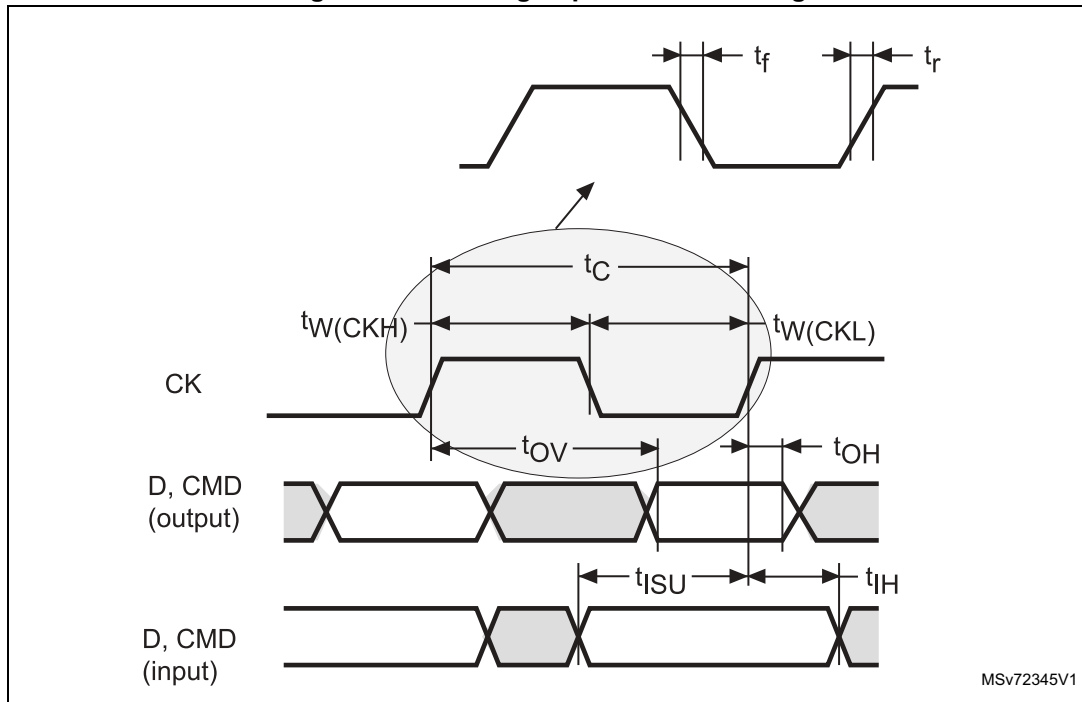 tf
tr
tC
tW(CKH)
tW(CKL)
CK
tOV
tOH
D, CMD
(output)
tISU
tIH
D, CMD
(input)
MSv72345V1